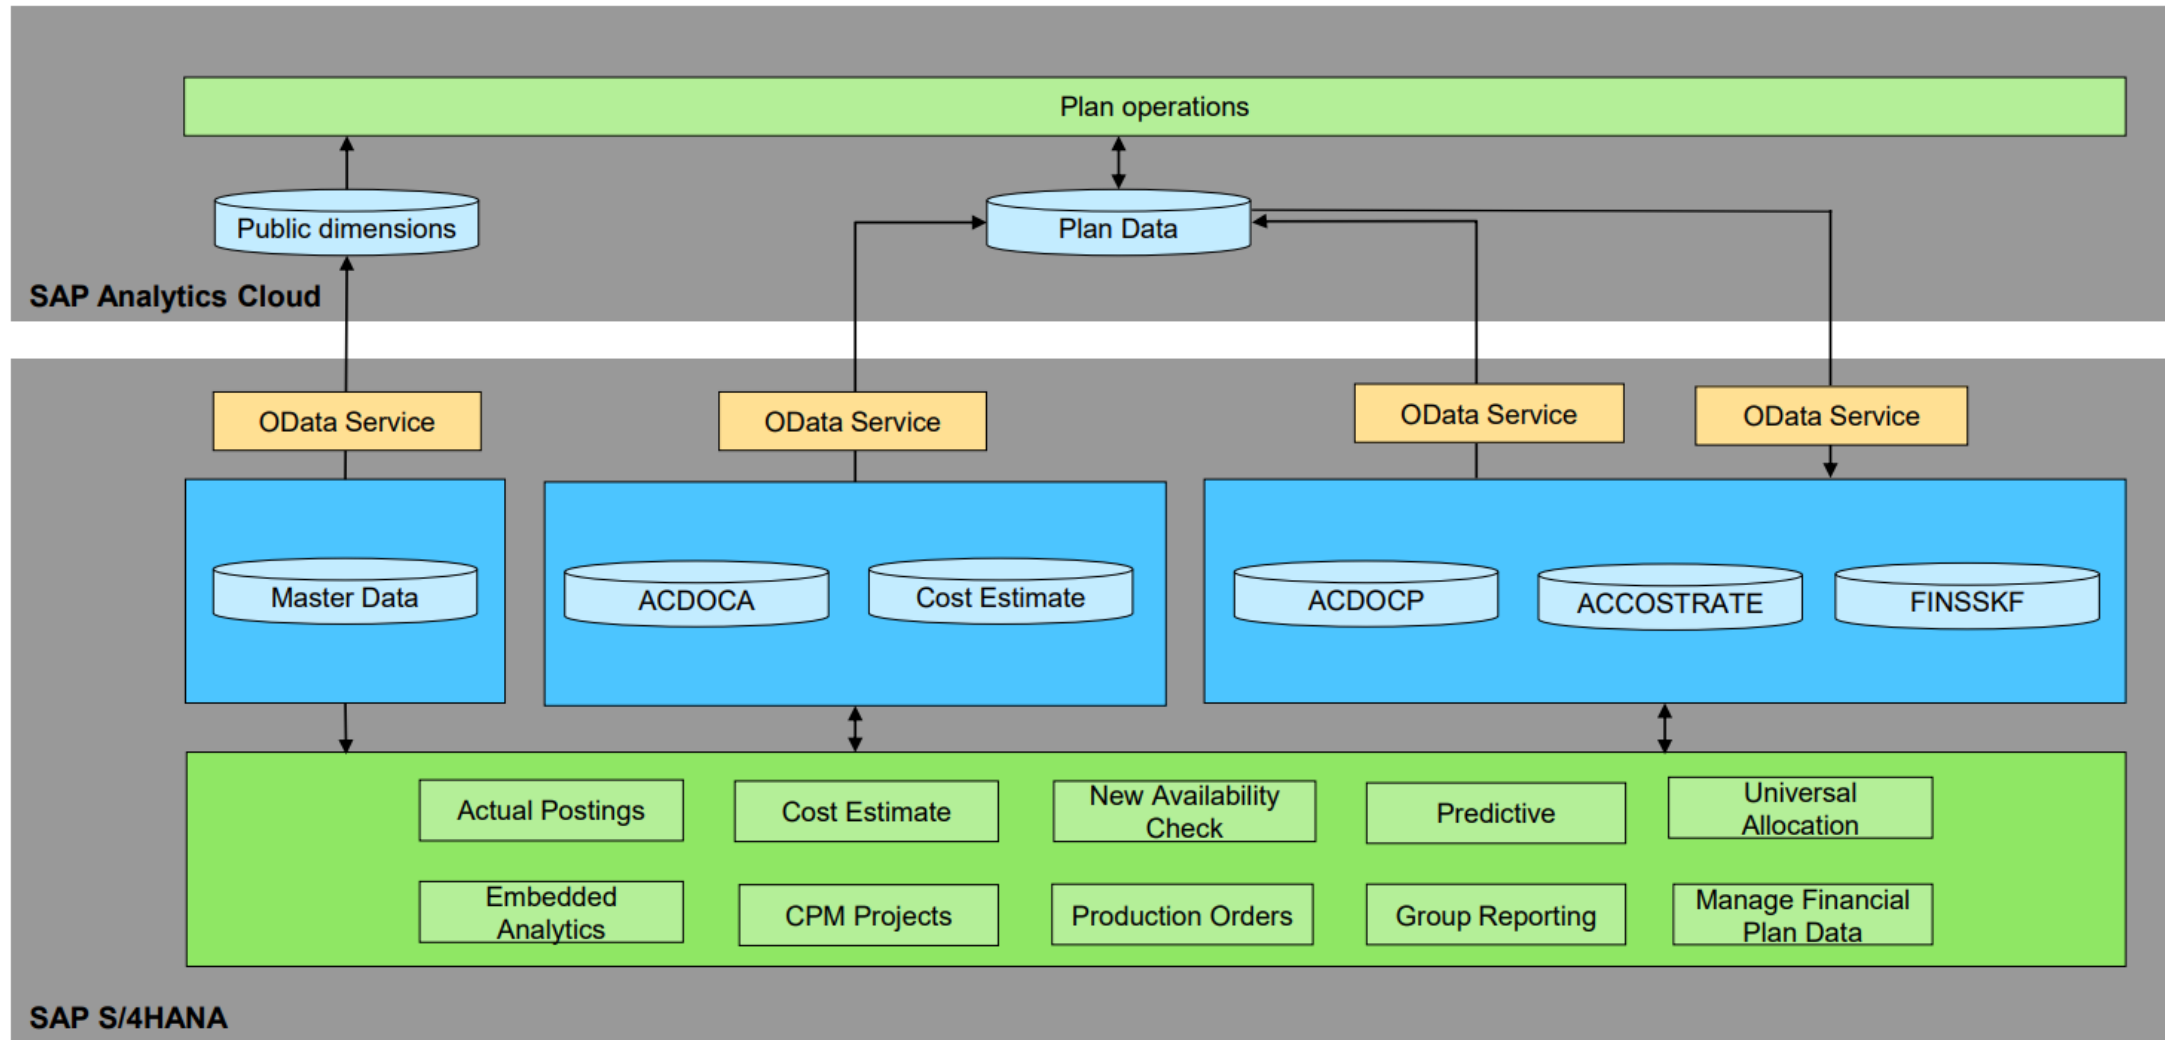 Plan operations
Public dimensions
Plan Data
SAP Analytics Cloud
OData Service
OData Service
OData Service
OData Service
Master Data
ACDOCA
Cost Estimate
ACDOCP
ACCOSTRATE
FINSSKF
Actual Postings
Cost Estimate
New Availability
Check
Predictive
Universal
Allocation
Embedded
Analytics
CPM Projects
Production Orders
Group Reporting
Manage Financial
Plan Data
SAP S/4HANA